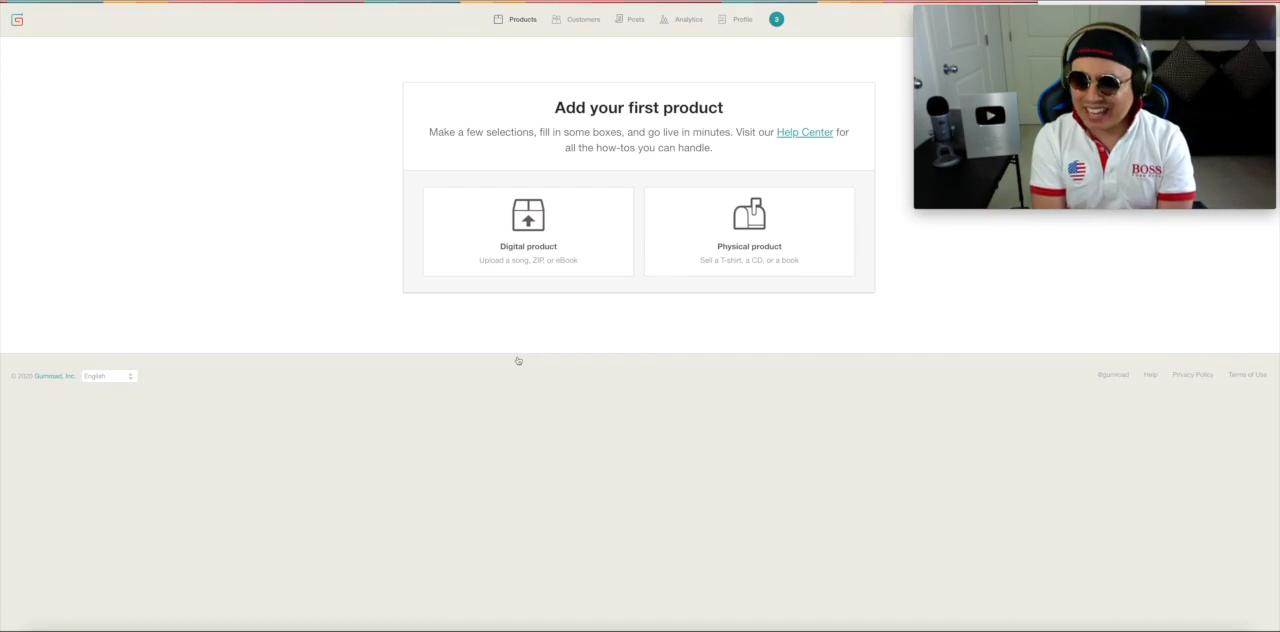 Products Customers Posts Analytics Profile 3
Add your first product
Make a few selections, fill in some boxes, and go live in minutes. Visit our Help Center for
all the how-tos you can handle.
Digital product
Upload a song, ZIP, or eBook
Physical product
Sell a T-shirt, a CD, or a book
BOSS
© 2020 Gumroad, Inc. English
@gumroad Help Privacy Policy Terms of Use